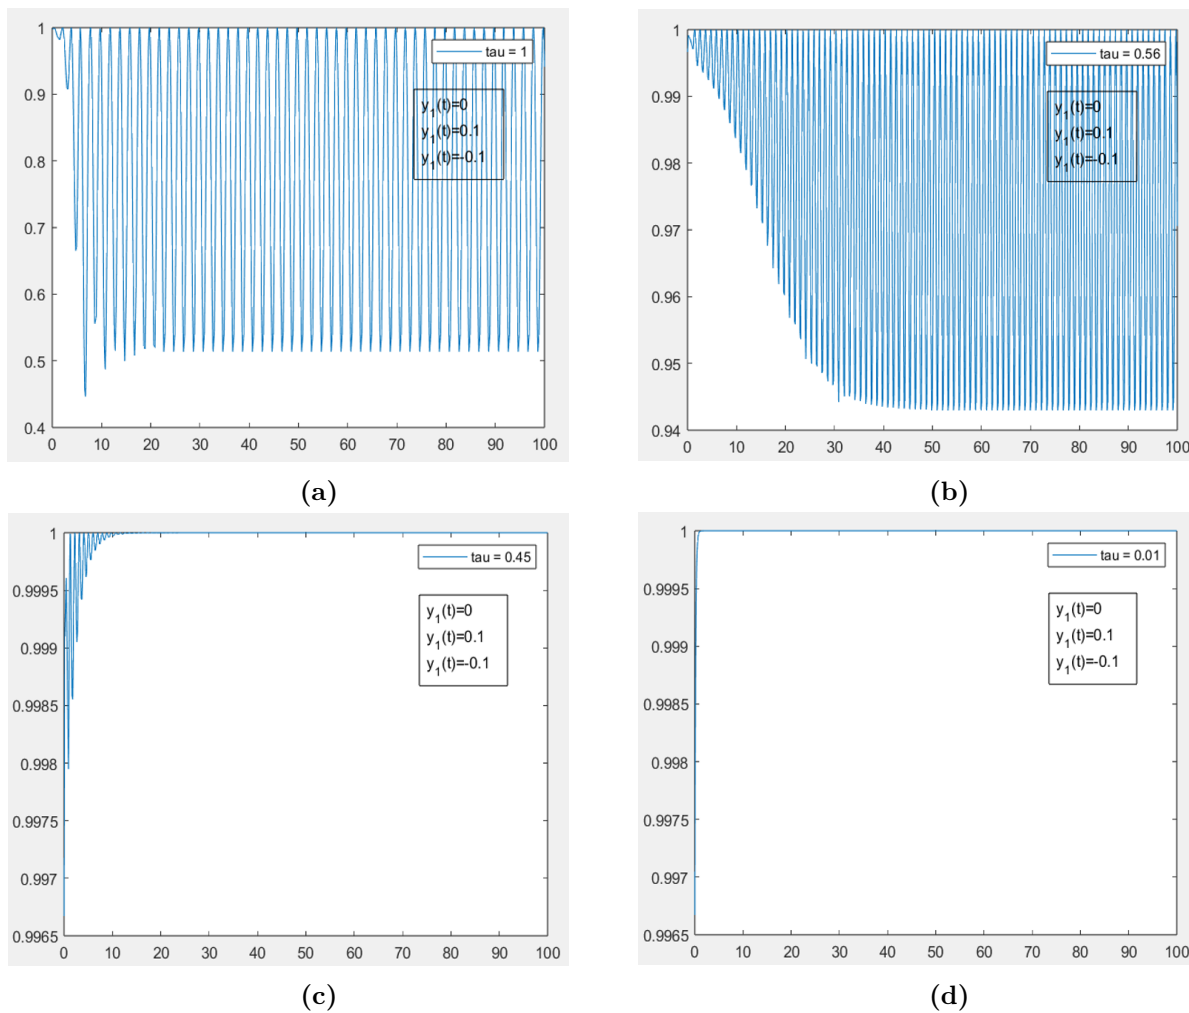 1
0.9
0.8
0.7
0.6
0.5
0.4
0 10 20 30 40 50 60 70 80 90 100
tau = 1
y1(t)=0
y1(t)=0.1
y1(t)=-0.1
(a)
1
0.99
0.98
0.97
0.96
0.95
0.94
0 10 20 30 40 50 60 70 80 90 100
tau = 0.56
y1(t)=0
y1(t)=0.1
y1(t)=-0.1
(b)
1
0.9995
0.999
0.9985
0.998
0.9975
0.997
0.9965
0 10 20 30 40 50 60 70 80 90 100
tau = 0.45
y1(t)=0
y1(t)=0.1
y1(t)=-0.1
(c)
1
0.9995
0.999
0.9985
0.998
0.9975
0.997
0.9965
0 10 20 30 40 50 60 70 80 90 100
tau = 0.01
y1(t)=0
y1(t)=0.1
y1(t)=-0.1
(d)